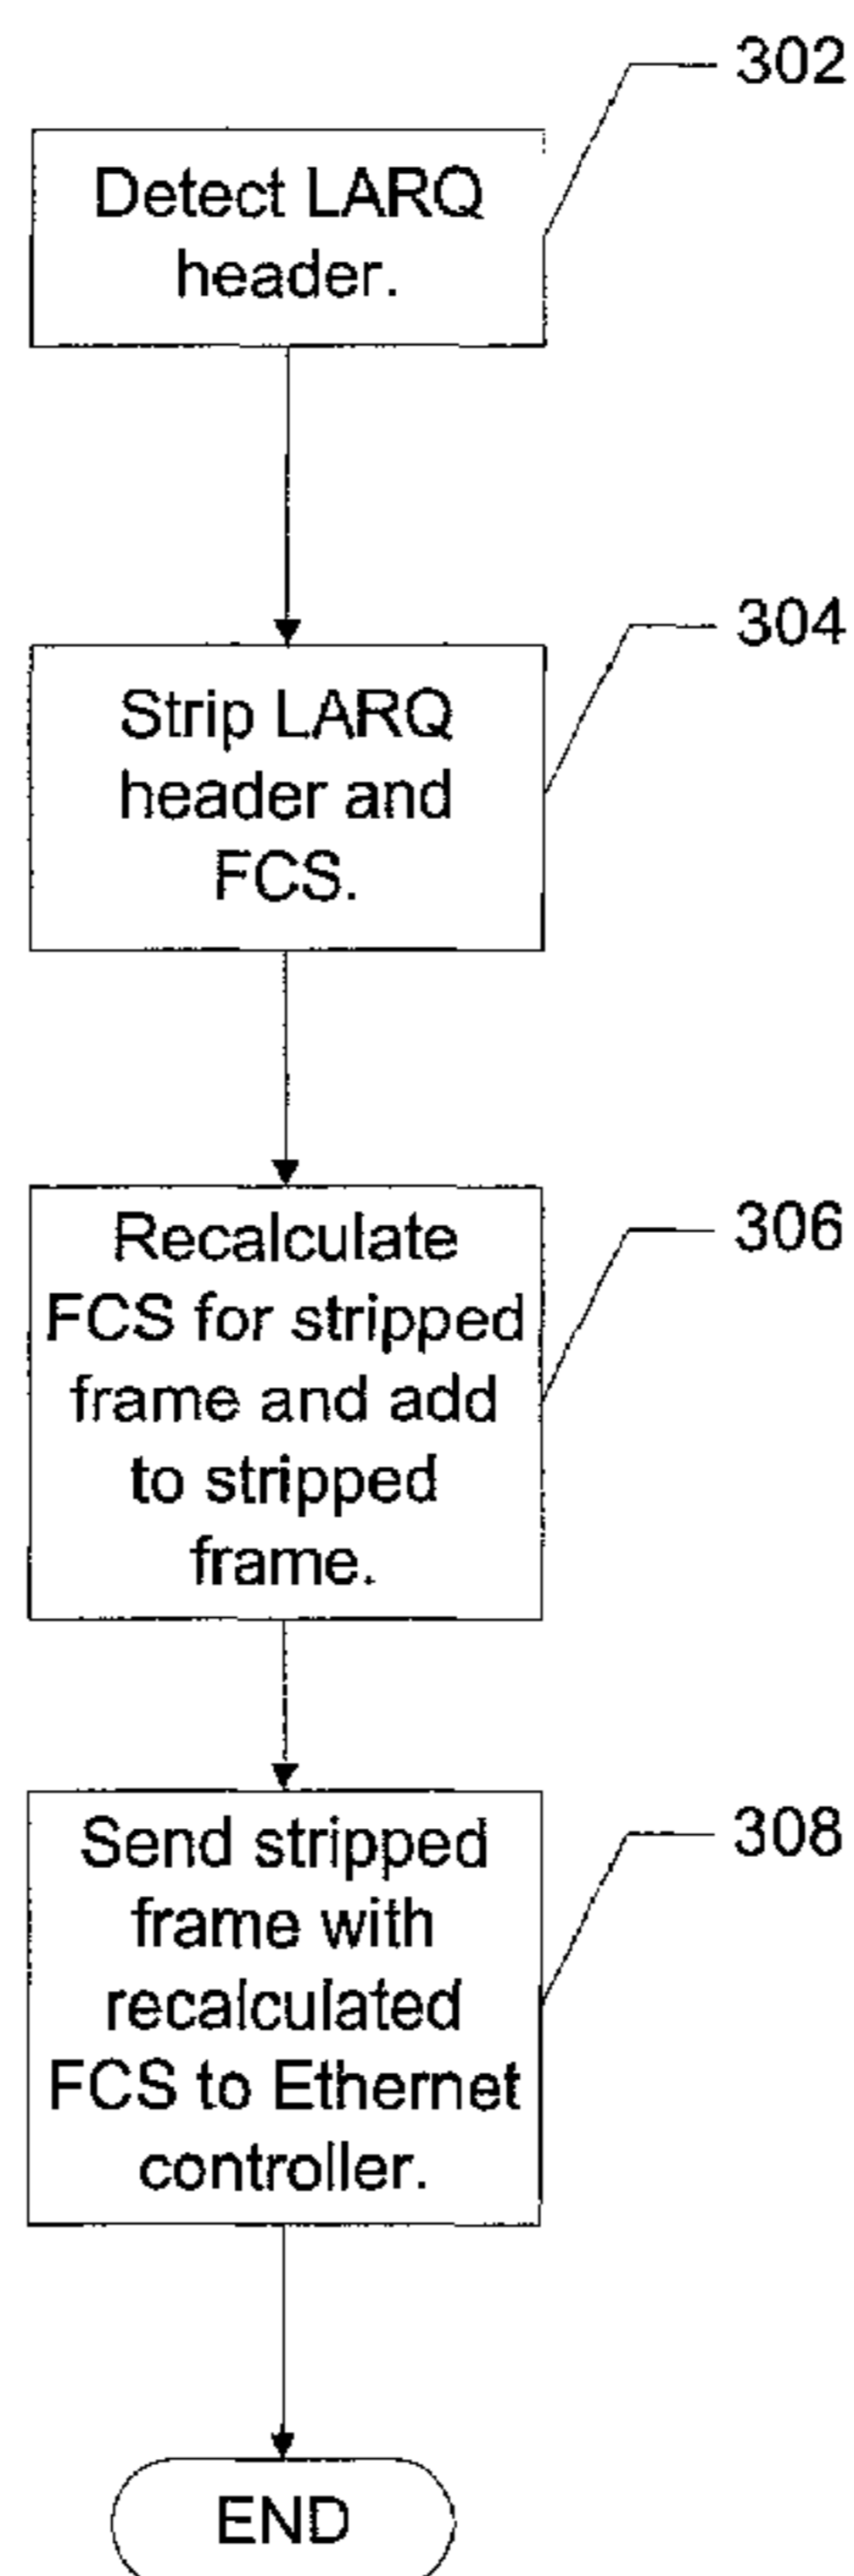 302
Detect LARQ
header.
304
Strip LARQ
header and
FCS.
306
Recalculate
FCS for stripped
frame and add
to stripped
frame.
308
Send stripped
frame with
recalculated
FCS to Ethernet
controller.
END